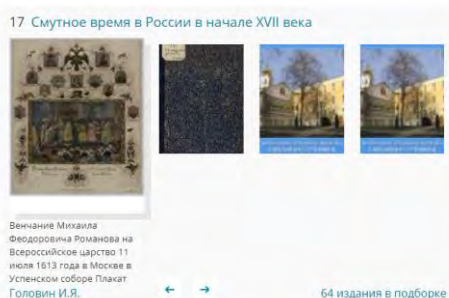 17 Смутное время в России в начале XVII века
Венчание Михаила
Феодоровича Романова на
Всероссийское царство 11
июля 1613 года в Москве в
Успенском соборе Плакат
Головин И.Я.
← →
64 издания в подборке